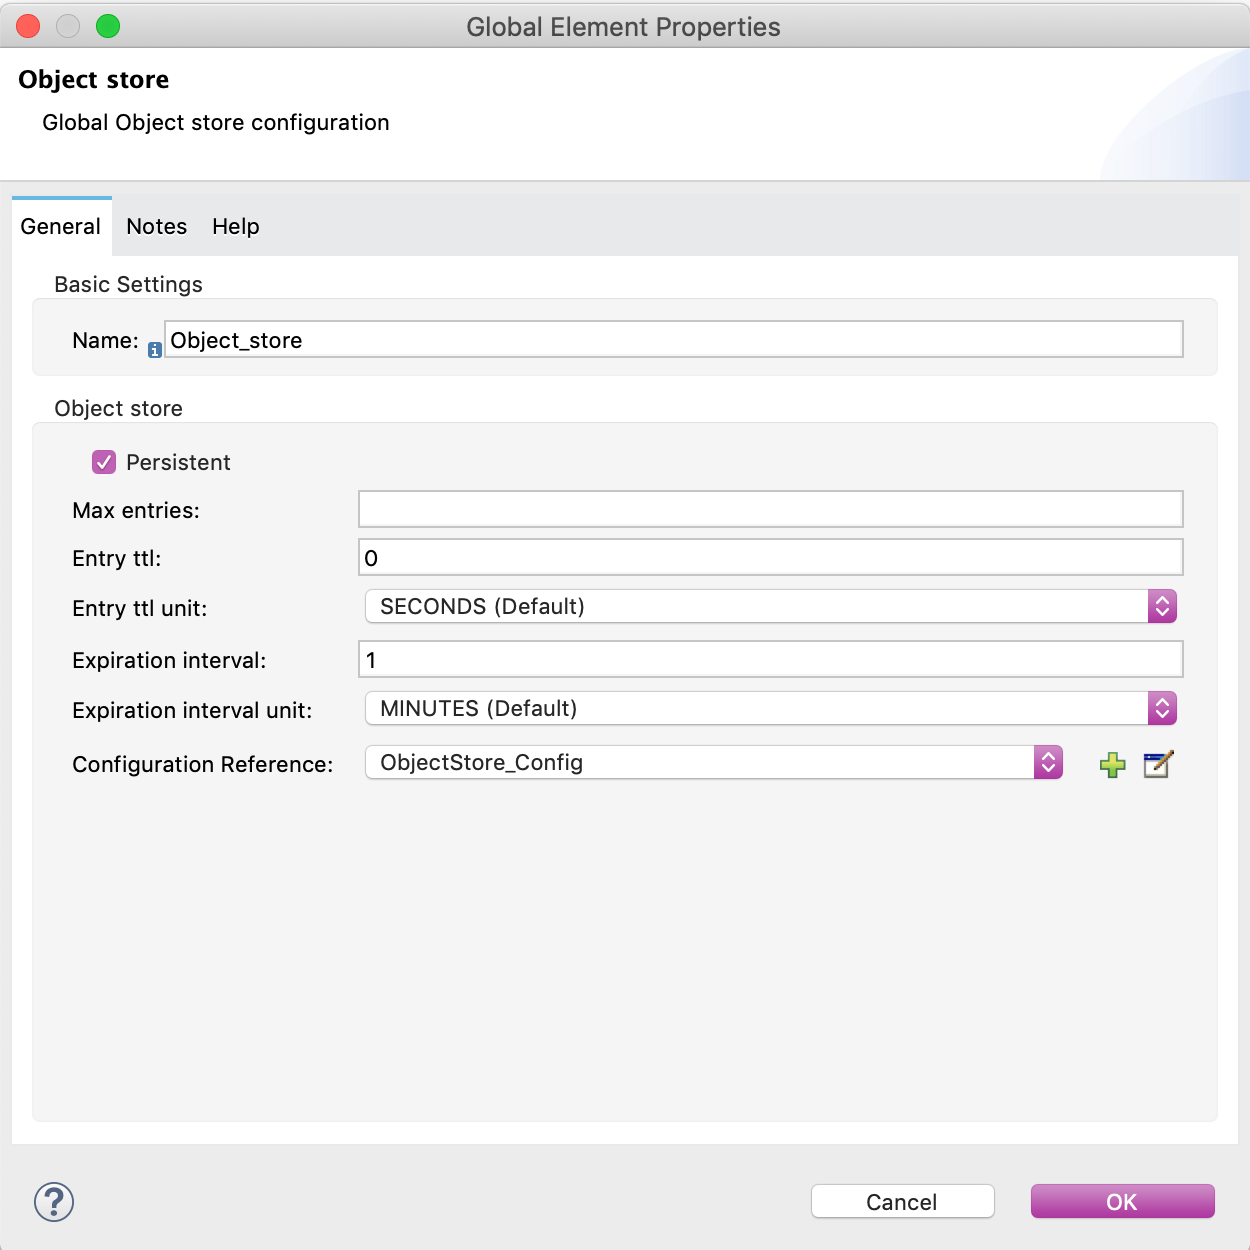 Global Element Properties
Object store
Global Object store configuration
General Notes Help
Basic Settings
Name: Object_store
Object store
Persistent
Max entries:
Entry ttl: 0
Entry ttl unit: SECONDS (Default)
Expiration interval: 1
Expiration interval unit: MINUTES (Default)
Configuration Reference: ObjectStore_Config
? Cancel OK